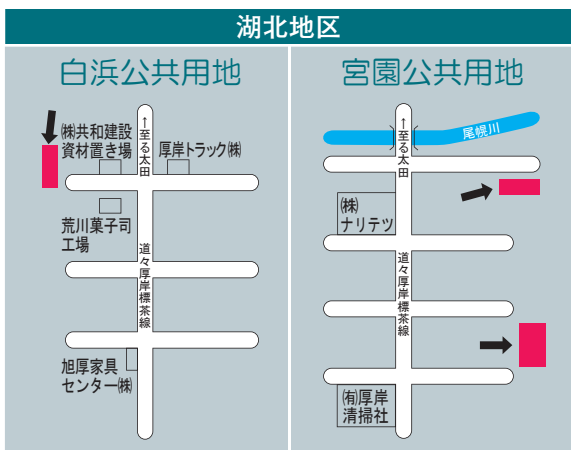 湖北地区
白浜公共用地
↑至る太田
㈱共和建設
資材置き場
厚岸トラック㈱
荒川菓子司
工場
道々厚岸標茶線
旭厚家具
センター㈱
宮園公共用地
↑至る太田
尾幌川
㈱
ナリテツ
道々厚岸標茶線
㈲厚岸
清掃社